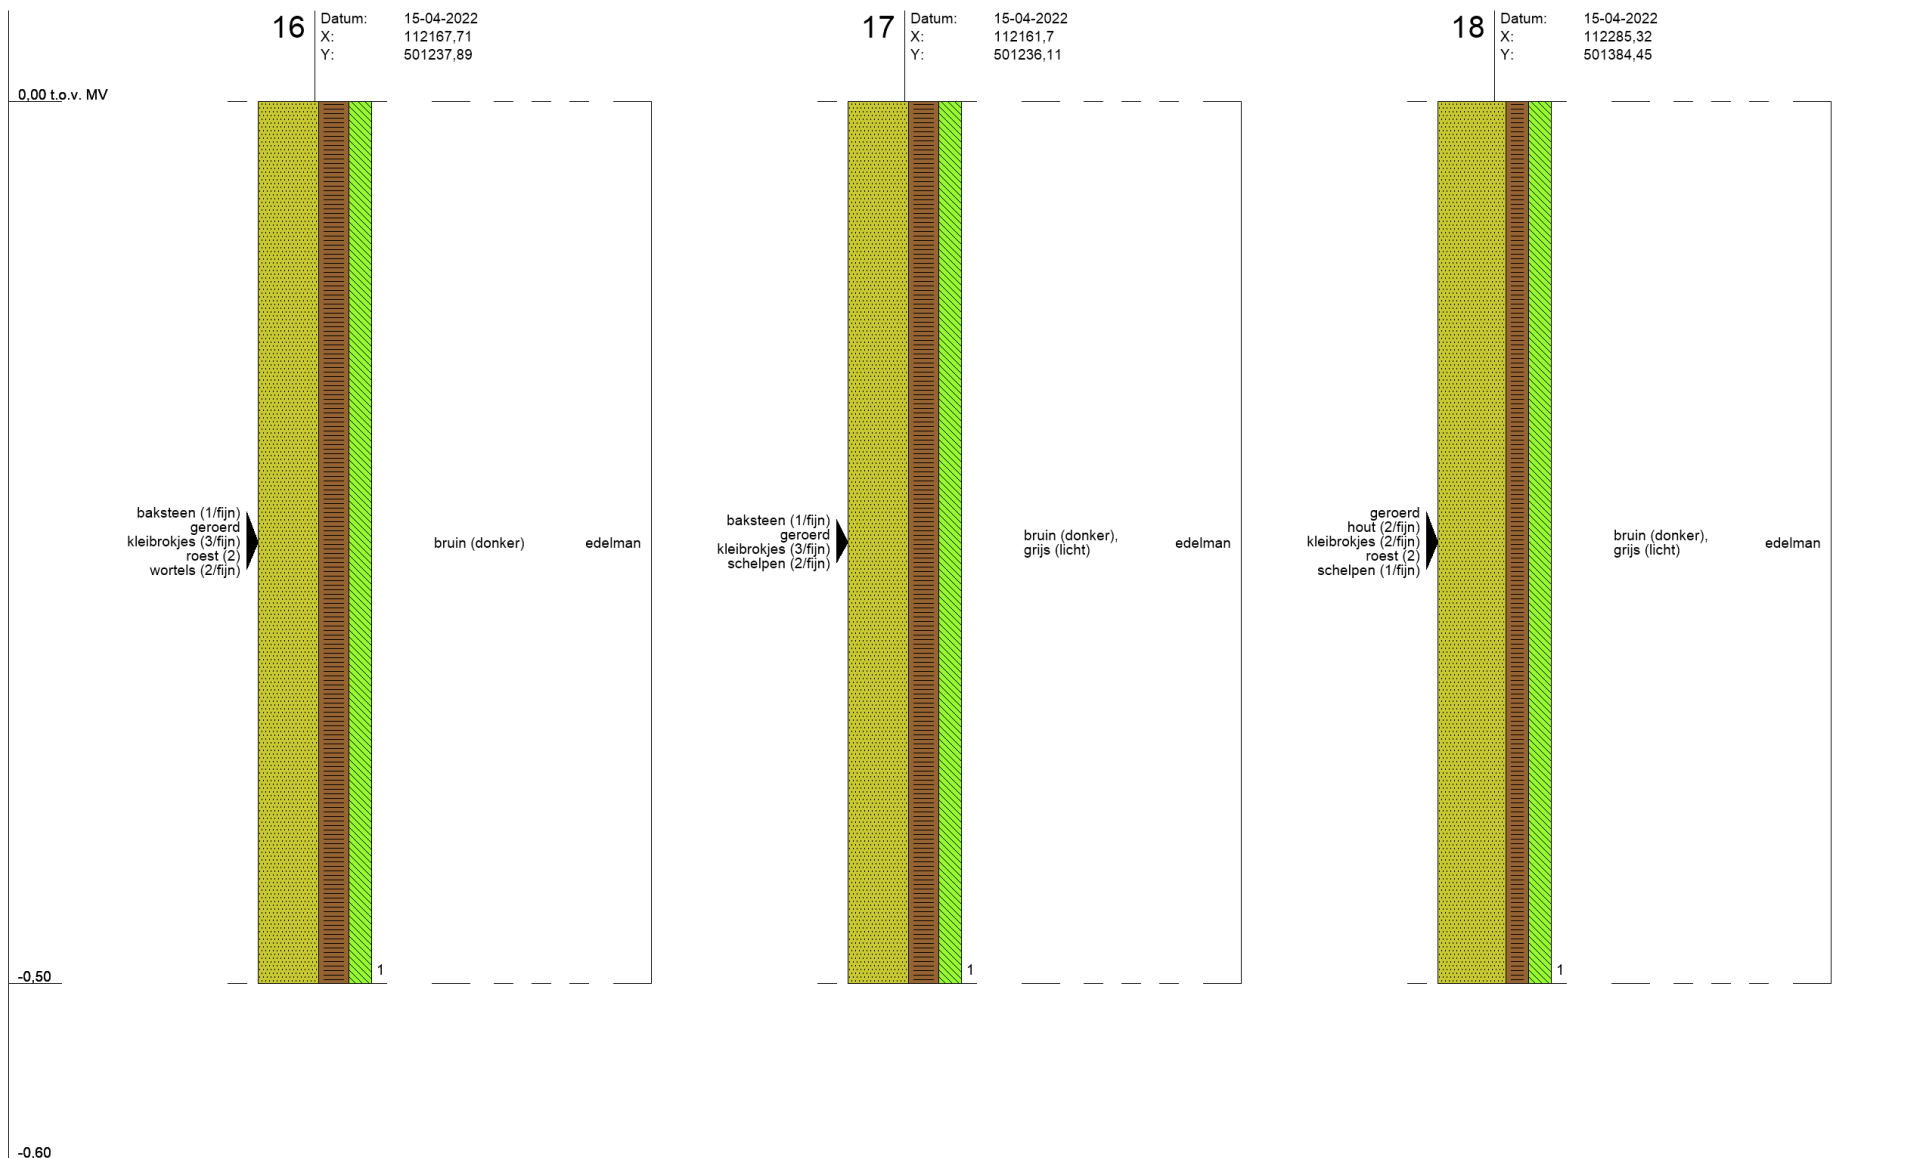 16
Datum: 15-04-2022
X: 112167,71
Y: 501237,89
17
Datum: 15-04-2022
X: 112161,7
Y: 501236,11
18
Datum: 15-04-2022
X: 112285,32
Y: 501384,45
0,00 t.o.v. MV
baksteen (1/fijn)
geroerd
kleibrokjes (3/fijn)
roest (2)
wortels (2/fijn)
bruin (donker)
edelman
1
baksteen (1/fijn)
geroerd
kleibrokjes (3/fijn)
schelpen (2/fijn)
bruin (donker),
grijs (licht)
edelman
1
geroerd
hout (2/fijn)
kleibrokjes (2/fijn)
roest (2)
schelpen (1/fijn)
bruin (donker),
grijs (licht)
edelman
1
-0,50
-0,60